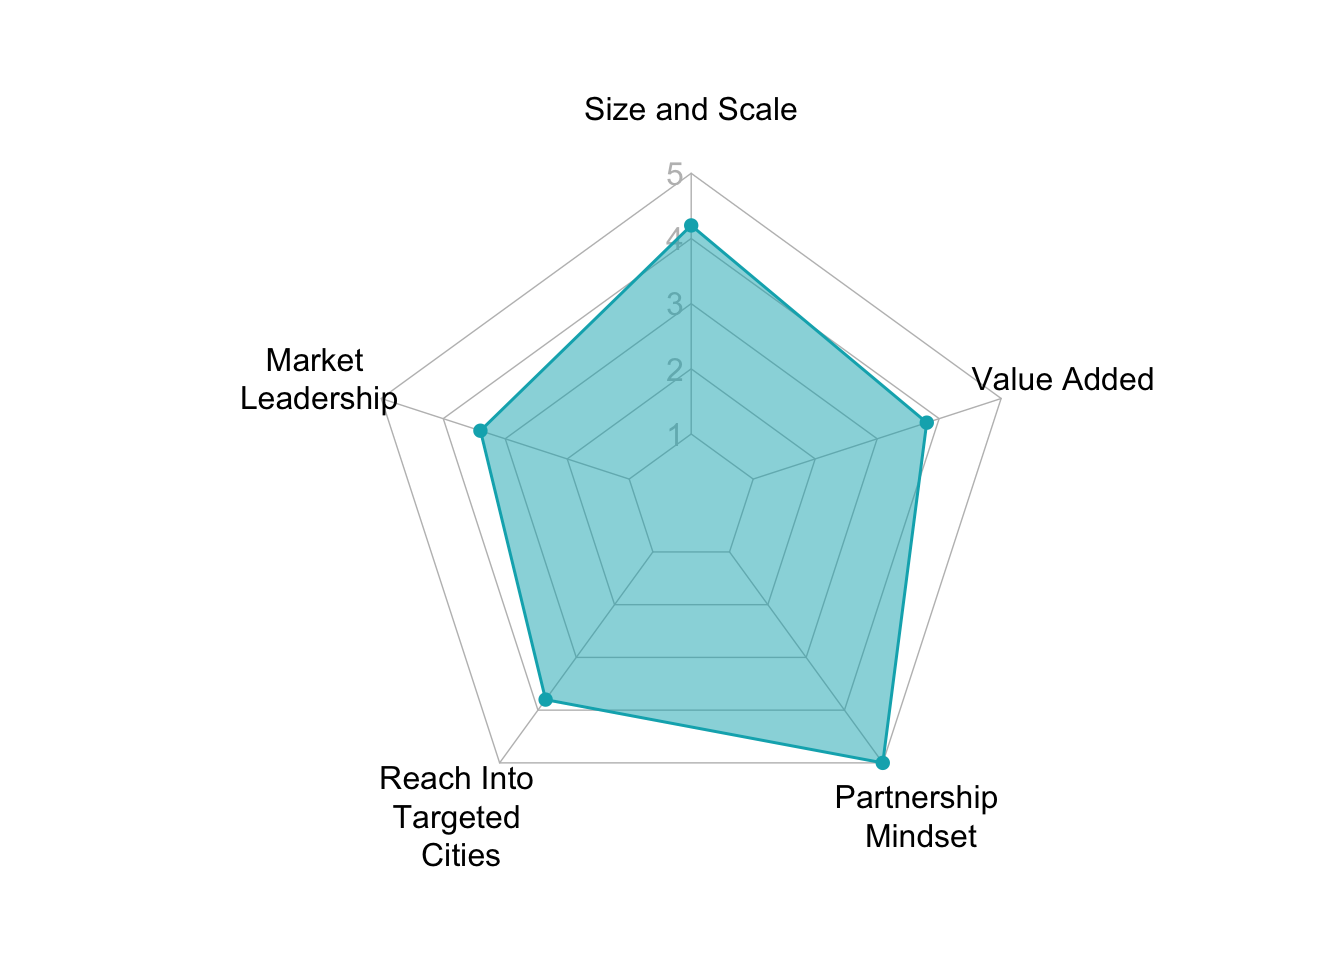 Size and Scale
5
4
3
2
1
Market
Leadership
Value Added
Reach Into
Targeted
Cities
Partnership
Mindset